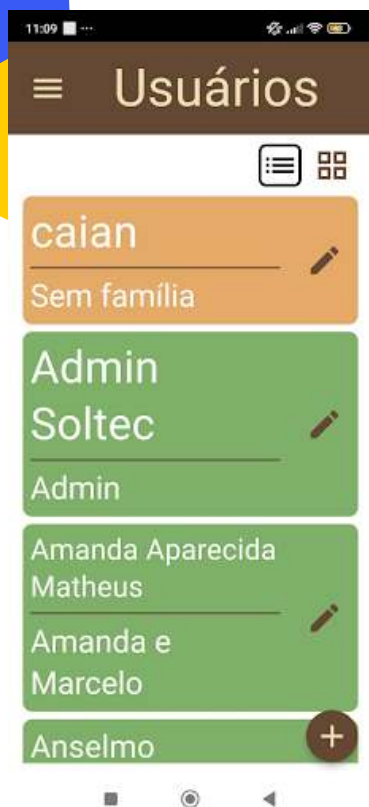 11:09
Usuários
caian
Sem família
Admin
Soltec
Admin
Amanda Aparecida
Matheus
Amanda e
Marcelo
Anselmo